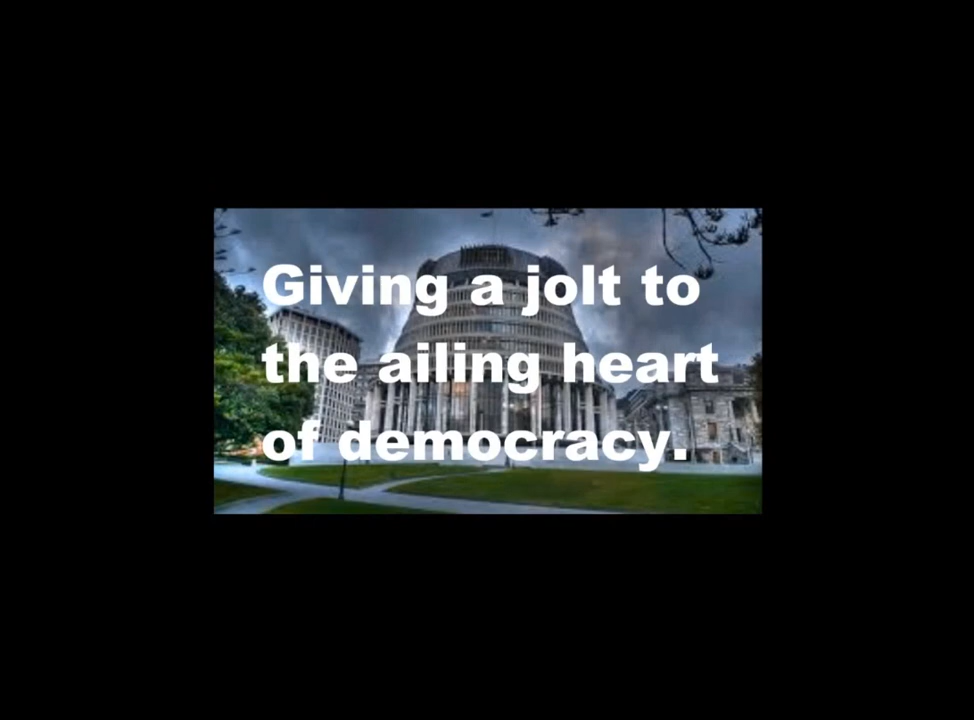 Giving a jolt to
the ailing heart
of democracy.